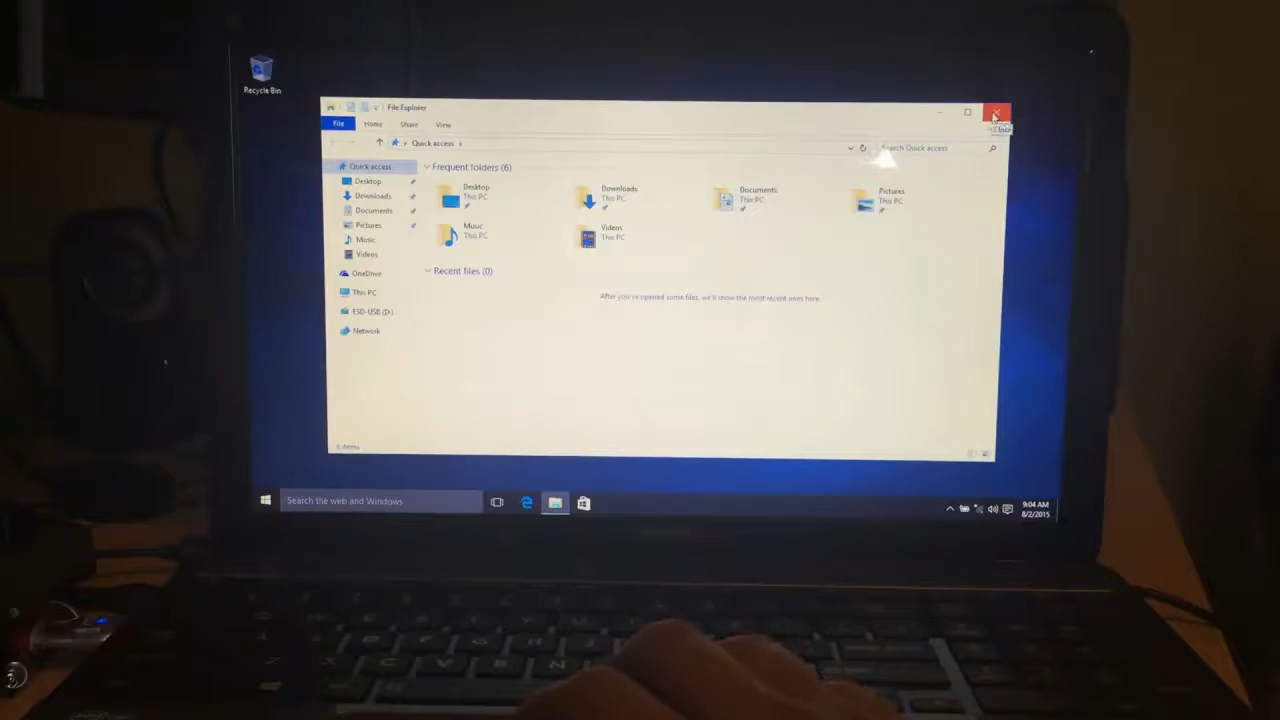 Recycle Bin
File Explorer
File Home Share View
Close
Quick access
Search Quick access
Quick access
Desktop
Downloads
Documents
Pictures
Music
Videos
OneDrive
This PC
ESD-USB (D:)
Network
Frequent folders (6)
Desktop
This PC
Downloads
This PC
Documents
This PC
Pictures
This PC
Music
This PC
Videos
This PC
Recent files (0)
After you've opened some files, we'll show the most recent ones here.
6 items
Search the web and Windows
9:04 AM
8/2/2015